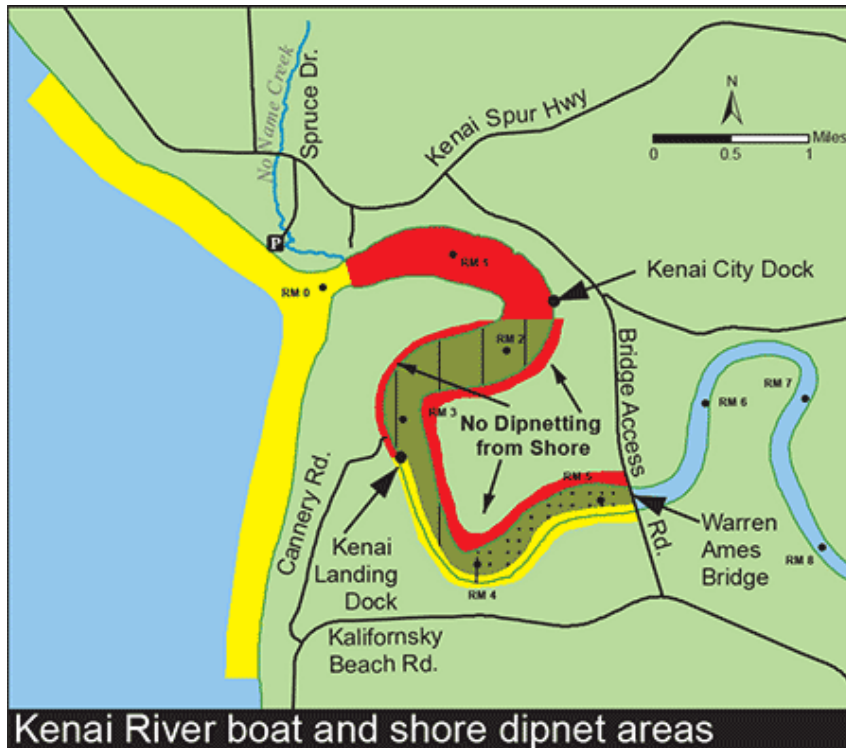 No Name Creek
Spruce Dr.
Kenai Spur Hwy
N
Miles
0 0.5 1
P
RM 0
RM 1
Kenai City Dock
RM 2
Bridge Access
Rd.
RM 3
No Dipnetting
from Shore
RM 6
RM 7
Cannery Rd.
RM 5
Warren
Ames
Bridge
RM 8
Kenai
Landing
Dock
RM 4
Kalifornsky
Beach Rd.
Kenai River boat and shore dipnet areas